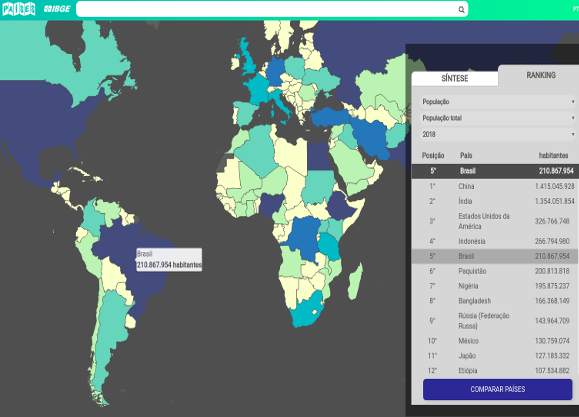 PAÍSES IBGE
PT
SÍNTESE RANKING
População
População total
2018
Posição País habitantes
5° Brasil 210.867.954
1° China 1.415.045.928
2° Índia 1.354.051.854
3° Estados Unidos da América 326.766.748
4° Indonésia 266.794.980
5° Brasil 210.867.954
6° Paquistão 200.813.818
7° Nigéria 195.875.237
8° Bangladesh 166.368.149
9° Rússia (Federação Russa) 143.964.709
10° México 130.759.074
11° Japão 127.185.332
12° Etiópia 107.534.882
COMPARAR PAÍSES
Brasil
210.867.954 habitantes